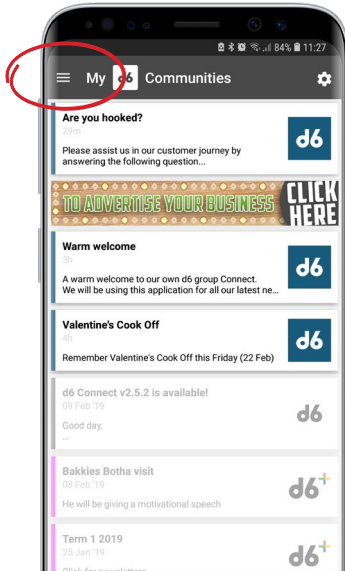 84% 11:27
My d6 Communities
Are you hooked?
29m
Please assist us in our customer journey by
answering the following question...
d6
TO ADVERTISE YOUR BUSINESS CLICK
HERE
Warm welcome
3h
A warm welcome to our own d6 group Connect.
We will be using this application for all our latest ne...
d6
Valentine's Cook Off
4h
Remember Valentine's Cook Off this Friday (22 Feb)
d6
d6 Connect v2.5.2 is available!
09 Feb '19
Good day,
...
d6
Bakkies Botha visit
08 Feb '19
He will be giving a motivational speech
d6+
Term 1 2019
25 Jan '19
Click for newsletters
d6+